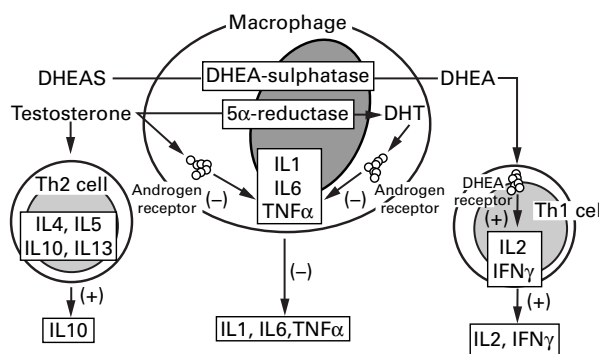 Macrophage
DHEAS DHEA-sulphatase DHEA
Testosterone 5α-reductase DHT
Th2 cell
IL4, IL5
IL10, IL13
(+)
IL10
Androgen
receptor
(–)
IL1
IL6
TNFα
(–)
Androgen
receptor
(–)
IL1, IL6,TNFα
DHEA
receptor
(+)
Th1 cell
IL2
IFNγ
(+)
IL2, IFNγ